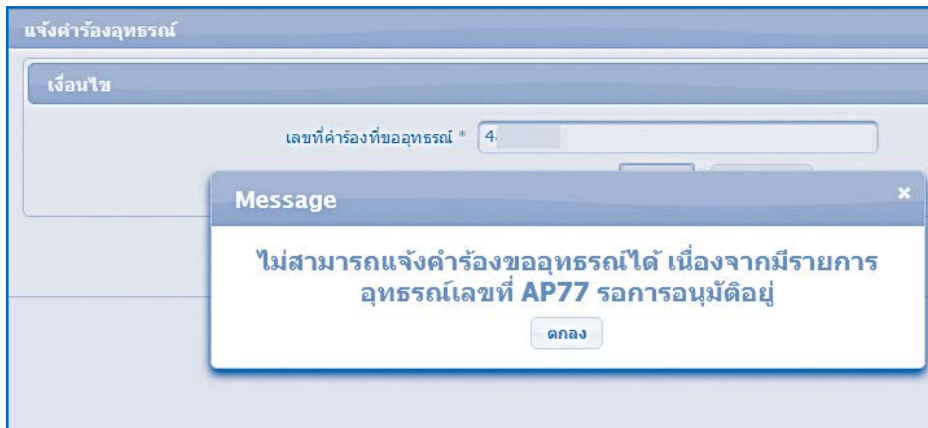 แจ้งคำร้องอุทธรณ์
เงื่อนไข
เลขที่คำร้องที่ขออุทธรณ์ * 4
Message ×
ไม่สามารถแจ้งคำร้องขออุทธรณ์ได้ เนื่องจากมีรายการ
อุทธรณ์เลขที่ AP77 รอการอนุมัติอยู่
ตกลง